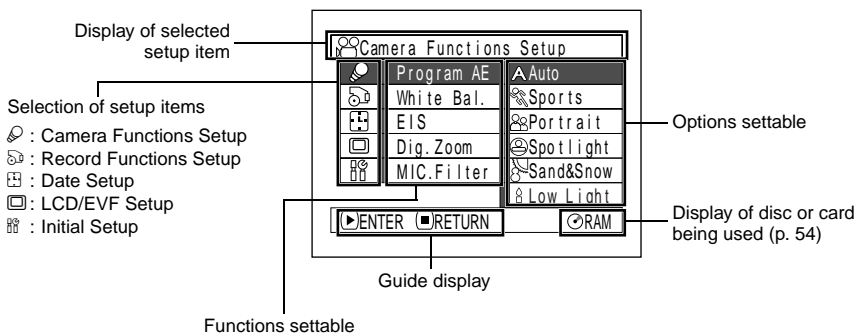 Display of selected
setup item
Selection of setup items
: Camera Functions Setup
: Record Functions Setup
: Date Setup
: LCD/EVF Setup
: Initial Setup
Camera Functions Setup
Program AE
White Bal.
EIS
Dig.Zoom
MIC.Filter
Auto
Sports
Portrait
Spotlight
Sand&Snow
Low Light
ENTER RETURN
RAM
Options settable
Display of disc or card
being used (p. 54)
Guide display
Functions settable